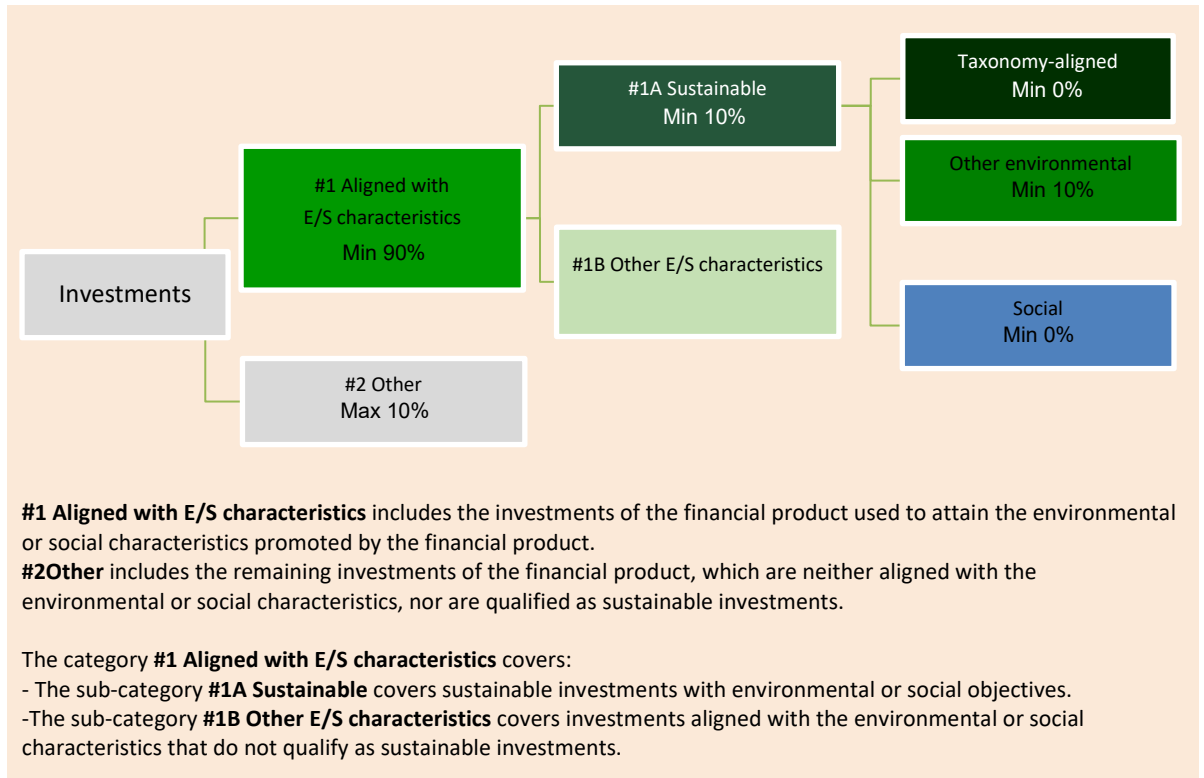 Investments
#1 Aligned with
E/S characteristics
Min 90%
#2 Other
Max 10%
#1A Sustainable
Min 10%
#1B Other E/S characteristics
Taxonomy-aligned
Min 0%
Other environmental
Min 10%
Social
Min 0%
#1 Aligned with E/S characteristics includes the investments of the financial product used to attain the environmental
or social characteristics promoted by the financial product.
#2Other includes the remaining investments of the financial product, which are neither aligned with the
environmental or social characteristics, nor are qualified as sustainable investments.
The category #1 Aligned with E/S characteristics covers:
- The sub-category #1A Sustainable covers sustainable investments with environmental or social objectives.
-The sub-category #1B Other E/S characteristics covers investments aligned with the environmental or social
characteristics that do not qualify as sustainable investments.